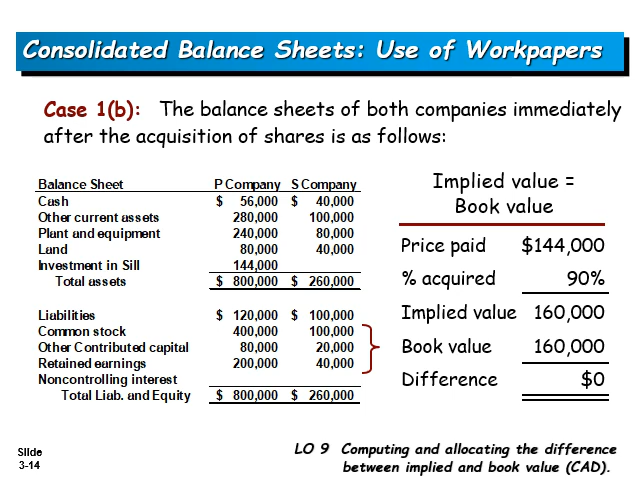 Consolidated Balance Sheets: Use of Workpapers
Case 1(b): The balance sheets of both companies immediately
after the acquisition of shares is as follows:
Balance Sheet P Company S Company
Cash $ 56,000 $ 40,000
Other current assets 280,000 100,000
Plant and equipment 240,000 80,000
Land 80,000 40,000
Investment in Sill 144,000
Total assets $ 800,000 $ 260,000
Liabilities $ 120,000 $ 100,000
Common stock 400,000 100,000
Other Contributed capital 80,000 20,000
Retained earnings 200,000 40,000
Noncontrolling interest
Total Liab. and Equity $ 800,000 $ 260,000
Implied value =
Book value
Price paid $144,000
% acquired 90%
Implied value 160,000
Book value 160,000
Difference $0
Slide
3-14
LO 9 Computing and allocating the difference
between implied and book value (CAD).